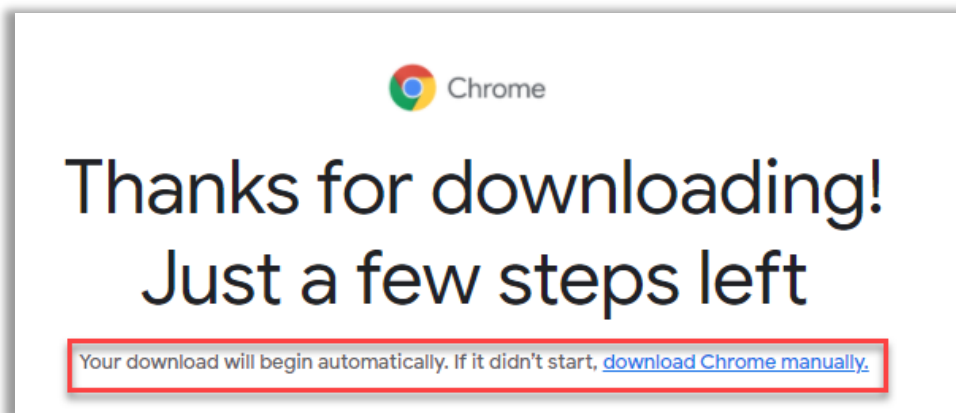 Chrome
Thanks for downloading!
Just a few steps left
Your download will begin automatically. If it didn’t start, download Chrome manually.